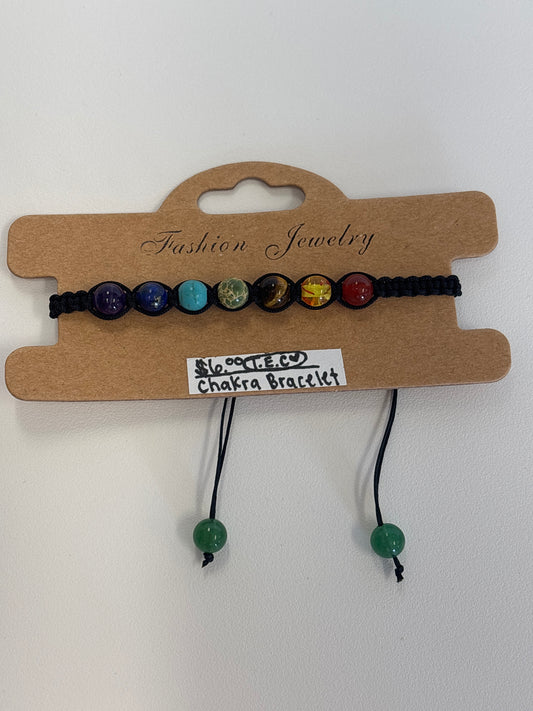 Fashion Jewelry
$6.00 T.E.C♡
Chakra Bracelet